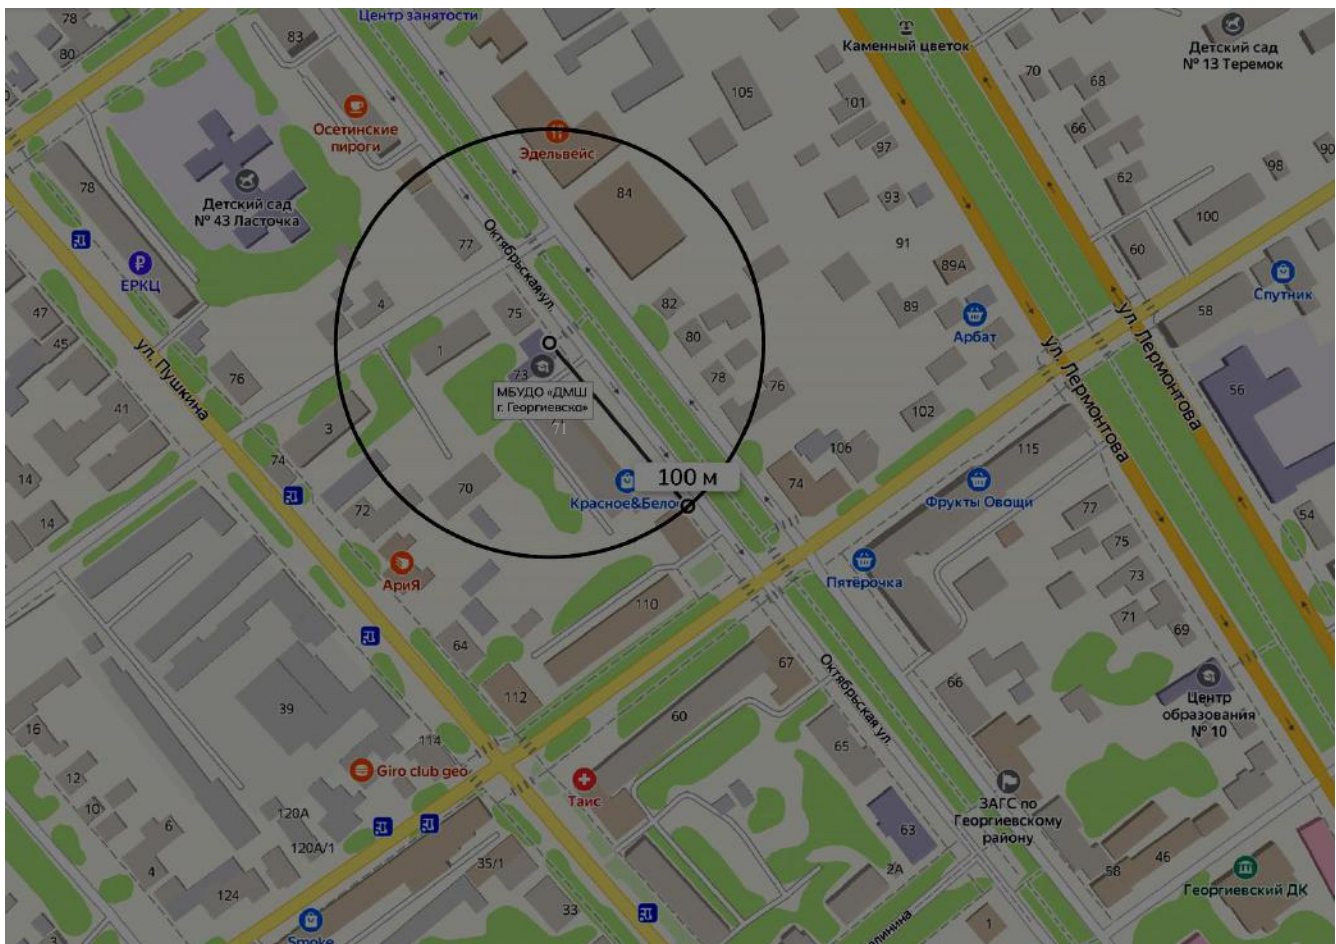 78
Центр занятости
83
80
Каменный цветок
Детский сад
№ 13 Теремок
70
68
105
101
Осетинские
пироги
Эдельвейс
66
97
90
98
62
78
Детский сад
№ 43 Ласточка
84
93
100
77
Октябрьская ул.
91
60
ЕРКЦ
89А
Спутник
4
82
75
89
Арбат
58
47
ул. Лермонтова
45
80
1
ул. Лермонтова
ул. Пушкина
76
73
78
76
56
МБУДО «ДМШ
г. Георгиевска»
41
102
71
3
106
115
74
14
100 м
70
74
Красное&Бело
Фрукты Овощи
72
77
54
14
75
АриЯ
Пятёрочка
73
110
71
69
64
67
Октябрьская ул.
66
Центр
образования
№ 10
112
39
60
16
114
65
12
Giro club geo
Таис
ЗАГС по
Георгиевскому
району
10
120А
6
63
120А/1
46
4
35/1
2А
58
124
Георгиевский ДК
33
1
Smoke
3